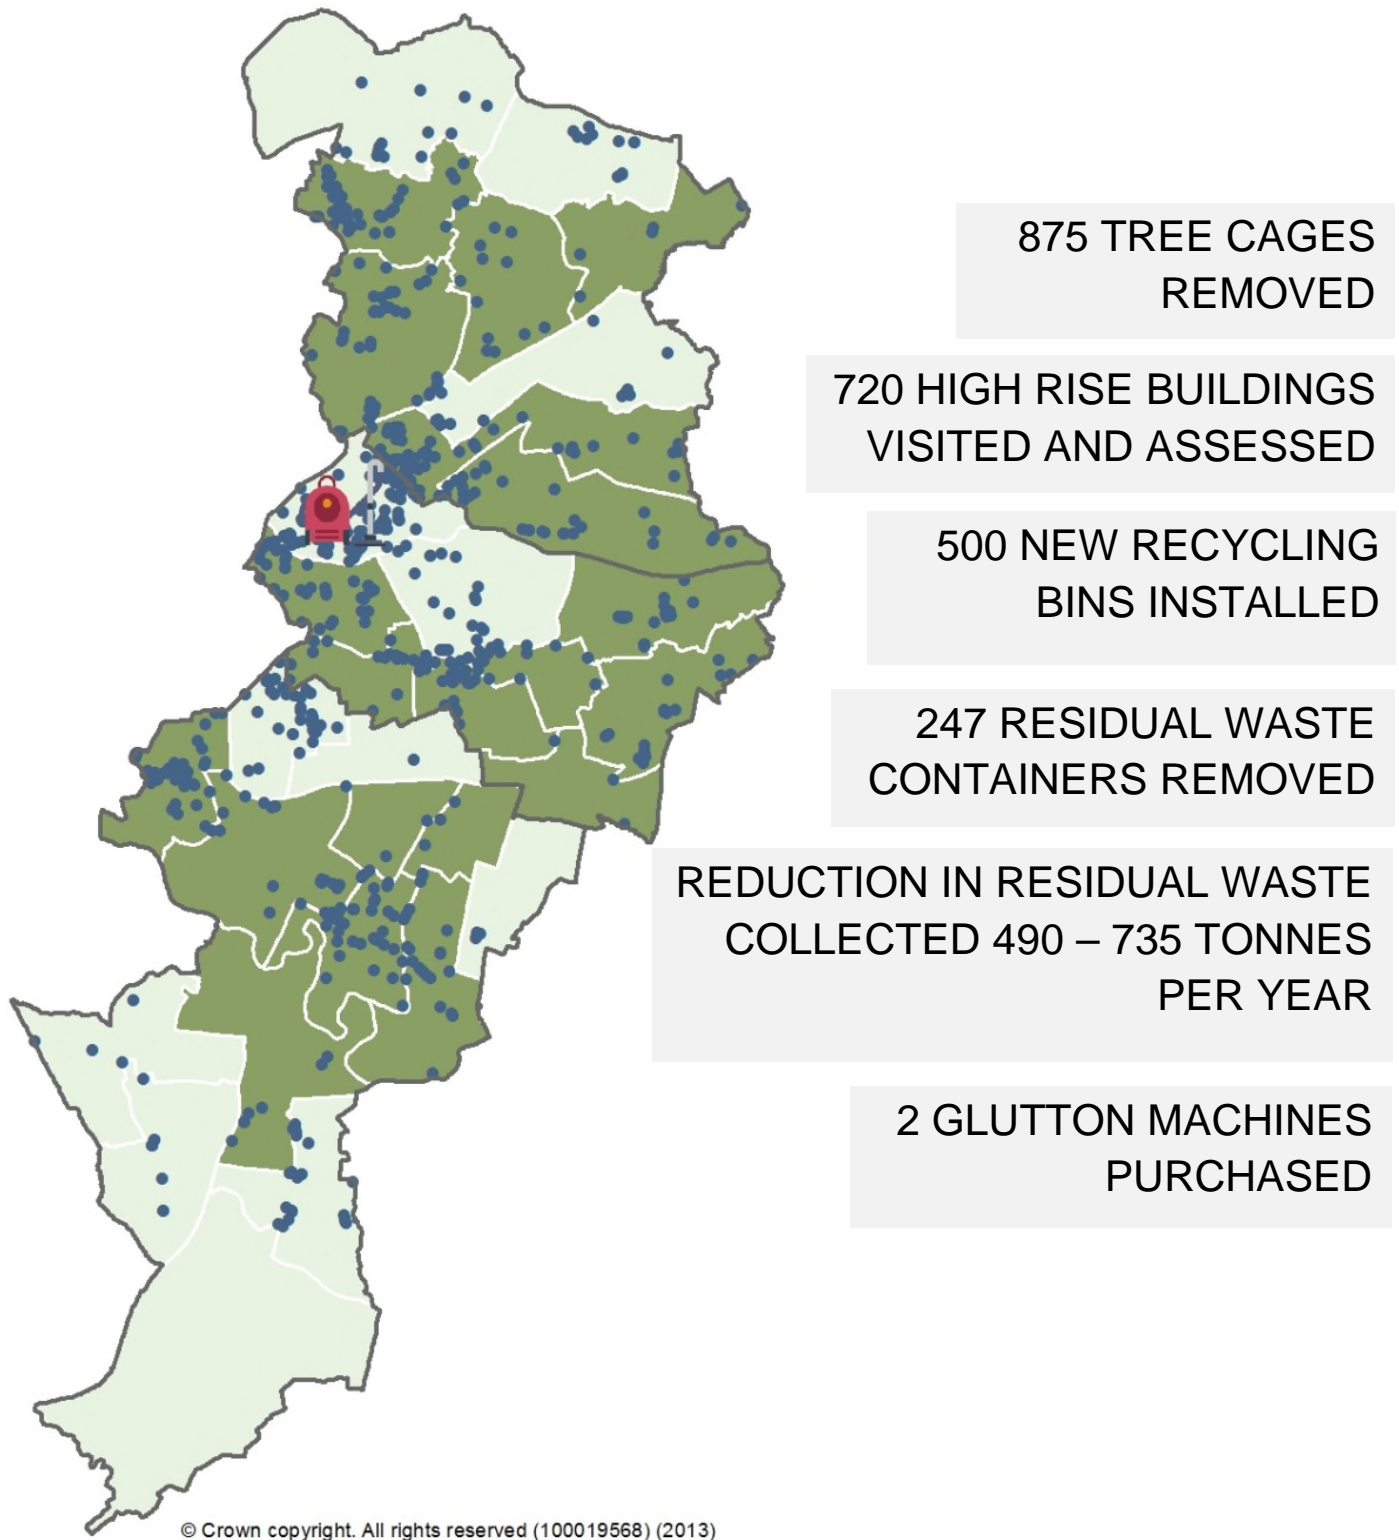 875 TREE CAGES
REMOVED
720 HIGH RISE BUILDINGS
VISITED AND ASSESSED
500 NEW RECYCLING
BINS INSTALLED
247 RESIDUAL WASTE
CONTAINERS REMOVED
REDUCTION IN RESIDUAL WASTE
COLLECTED 490 – 735 TONNES
PER YEAR
2 GLUTTON MACHINES
PURCHASED
© Crown copyright. All rights reserved (100019568) (2013)